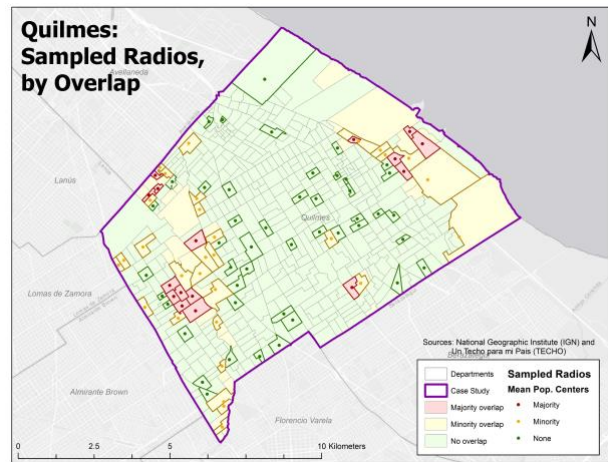 Quilmes:
Sampled Radios,
by Overlap
N
Avellaneda
Lanús
Quilmes
Lomas de Zamora
Almirante Brown
Florencio Varela
Sources: National Geographic Institute (IGN) and
Un Techo para mi Pais (TECHO)
Departments
Case Study
Majority overlap
Minority overlap
No overlap
Sampled Radios
Mean Pop. Centers
Majority
Minority
None
0 2.5 5 10 Kilometers